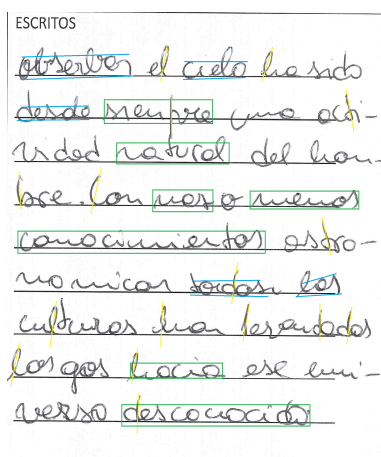 ESCRITOS
observar el cielo ha sido
desde siempre una acti-
vidad natural del hom-
bre. Con mas o menos
conocimientos astro-
nomicos todas las
culturas han levantados
los ojos hacia ese uni-
verso desconocido